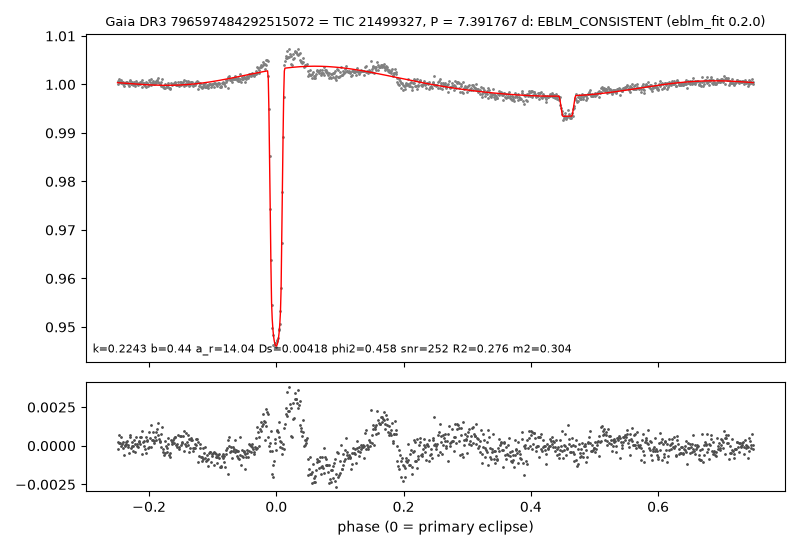 Gaia DR3 796597484292515072 = TIC 21499327, P = 7.391767 d: EBLM_CONSISTENT (eblm_fit 0.2.0)
1.01
1.00
0.99
0.98
0.97
0.96
0.95
k=0.2243 b=0.44 a_r=14.04 Ds=0.00418 phi2=0.458 snr=252 R2=0.276 m2=0.304
0.0025
0.0000
−0.0025
−0.2 0.0 0.2 0.4 0.6
phase (0 = primary eclipse)